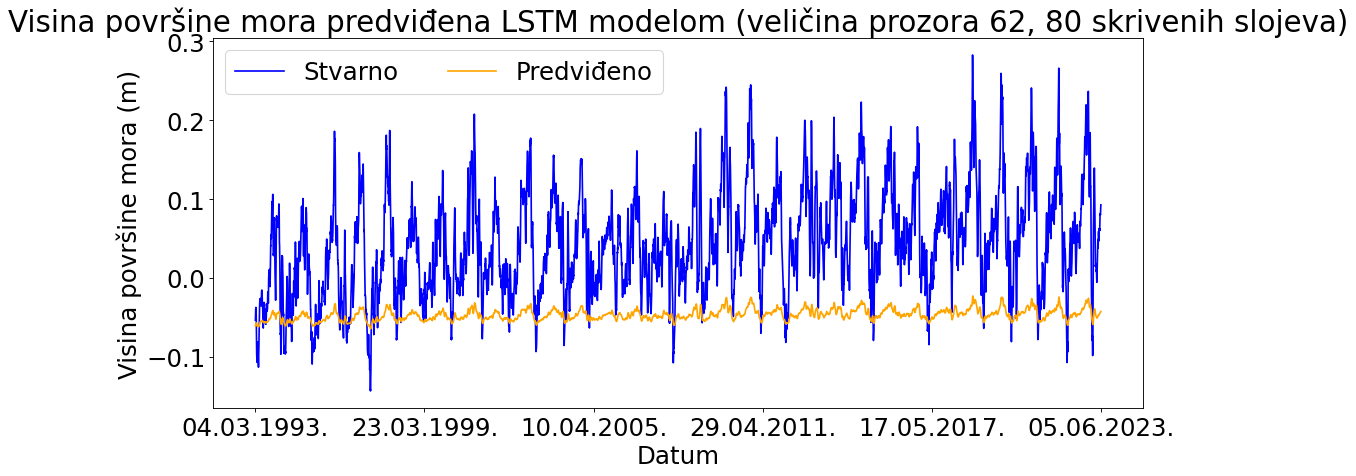 Visina površine mora predviđena LSTM modelom (veličina prozora 62, 80 skrivenih slojeva)
Stvarno
Predviđeno
Visina površine mora (m)
0.3
0.2
0.1
0.0
−0.1
04.03.1993.
23.03.1999.
10.04.2005.
29.04.2011.
17.05.2017.
05.06.2023.
Datum